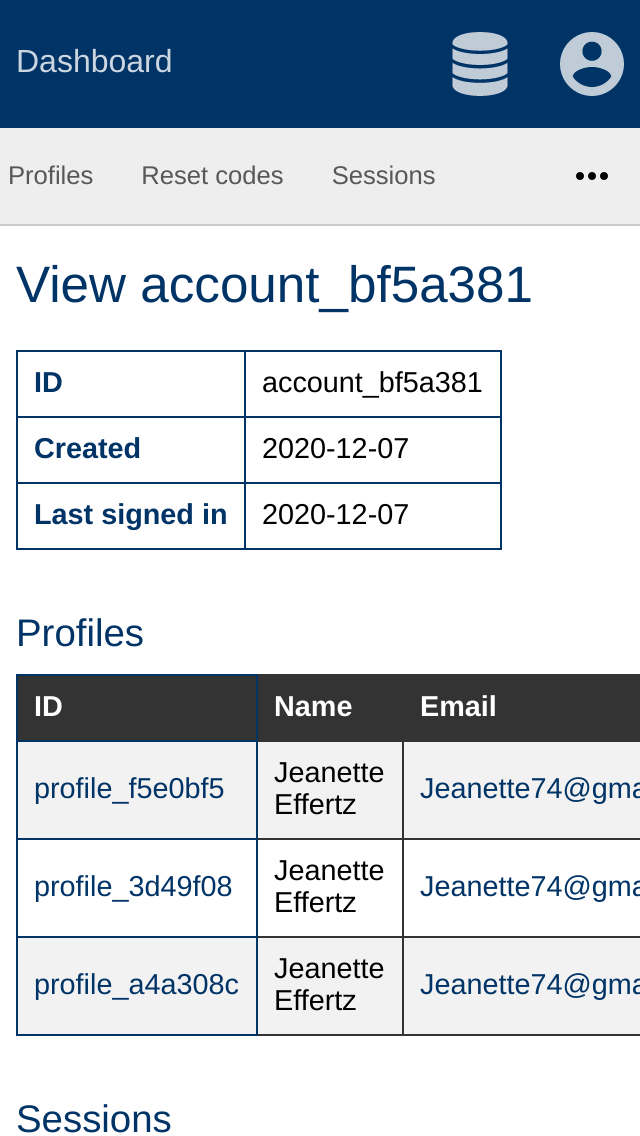 Dashboard
Profiles Reset codes Sessions
View account_bf5a381
ID account_bf5a381
Created 2020-12-07
Last signed in 2020-12-07
Profiles
ID Name Email
profile_f5e0bf5 Jeanette Effertz Jeanette74@gma
profile_3d49f08 Jeanette Effertz Jeanette74@gma
profile_a4a308c Jeanette Effertz Jeanette74@gma
Sessions